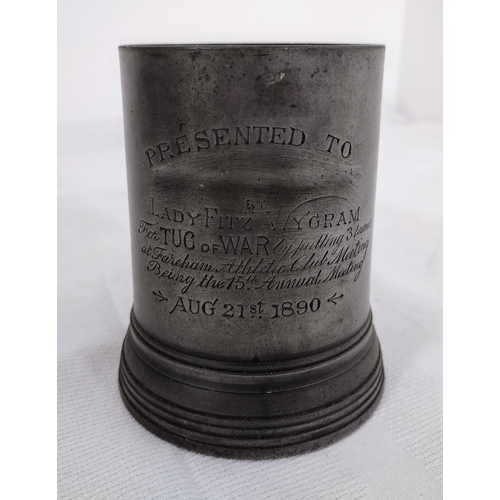 PRESENTED TO
BY
LADY FITZ WYGRAM
For TUG OF WAR by pulling 3 times
at Fareham Athletic Club Meeting
Being the 15th Annual Meeting
AUG 21st 1890